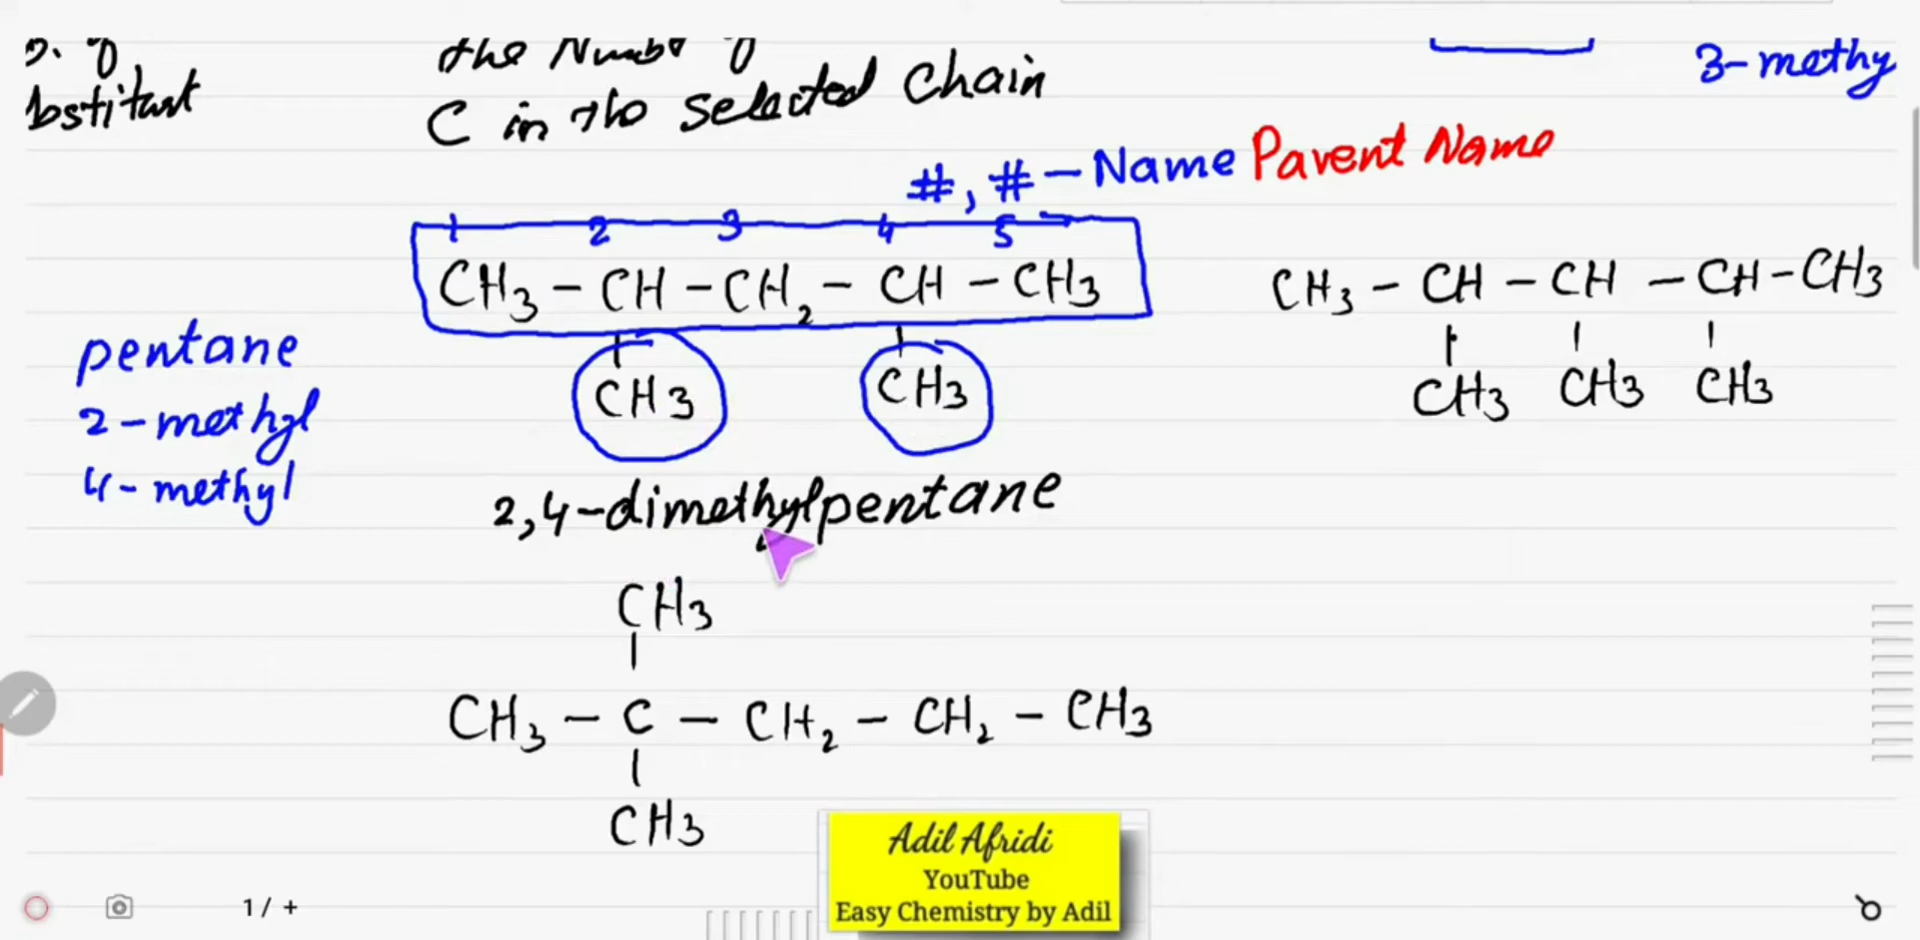 the Numbr of
bstitut
C in the selected Chain
3-methy
#, # - Name Parent Name
1 2 3 4 5
CH3 - CH - CH2 - CH - CH3
CH3 - CH - CH - CH - CH3
CH3 CH3
CH3 CH3 CH3
pentane
2-methyl
4-methyl
2,4-dimethylpentane
CH3
CH3 - C - CH2 - CH2 - CH3
CH3
Adil Afridi
YouTube
Easy Chemistry by Adil
1 / +